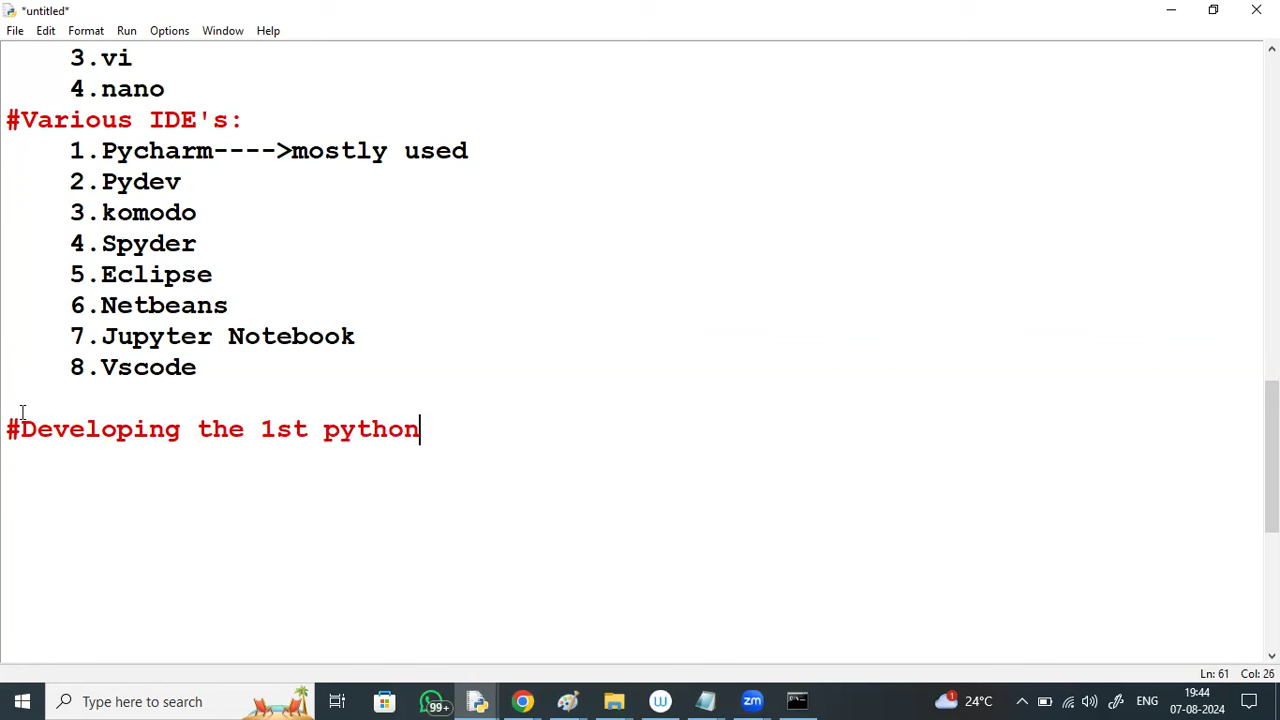 *untitled*
File Edit Format Run Options Window Help
3.vi
4.nano
#Various IDE's:
1.Pycharm---->mostly used
2.Pydev
3.komodo
4.Spyder
5.Eclipse
6.Netbeans
7.Jupyter Notebook
8.Vscode
#Developing the 1st python
Ln: 61 Col: 26
Type here to search
99+
W
zm
1
24°C
ENG
19:44
07-08-2024